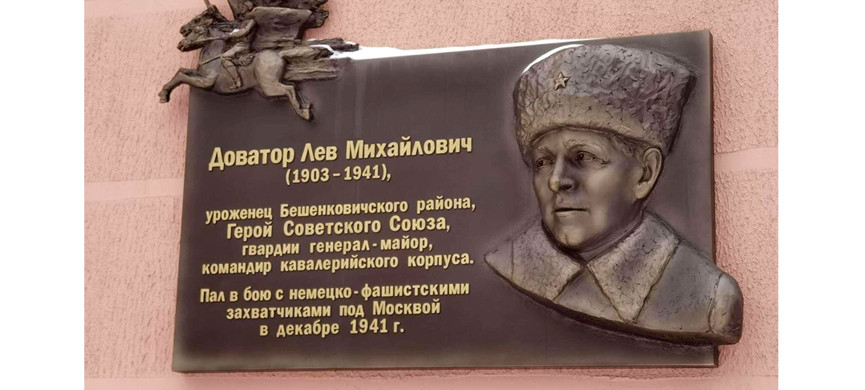 Доватор Лев Михайлович
(1903-1941),
уроженец Бешенковичского района,
Герой Советского Союза,
гвардии генерал-майор,
командир кавалерийского корпуса.
Пал в бою с немецко-фашистскими
захватчиками под Москвой
в декабре 1941 г.